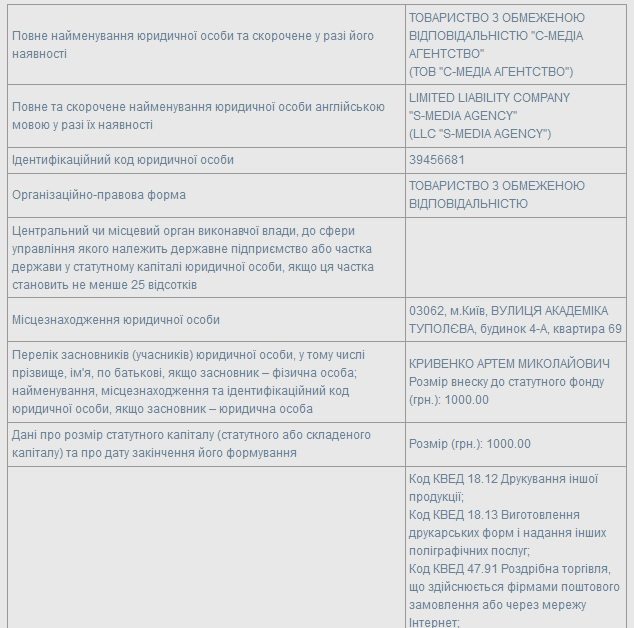 Повне найменування юридичної особи та скорочене у разі його
наявності
ТОВАРИСТВО З ОБМЕЖЕНОЮ
ВІДПОВІДАЛЬНІСТЮ "С-МЕДІА
АГЕНТСТВО"
(ТОВ "С-МЕДІА АГЕНТСТВО")
Повне та скорочене найменування юридичної особи англійською
мовою у разі їх наявності
LIMITED LIABILITY COMPANY
"S-MEDIA AGENCY"
(LLC "S-MEDIA AGENCY")
Ідентифікаційний код юридичної особи
39456681
Організаційно-правова форма
ТОВАРИСТВО З ОБМЕЖЕНОЮ
ВІДПОВІДАЛЬНІСТЮ
Центральний чи місцевий орган виконавчої влади, до сфери
управління якого належить державне підприємство або частка
держави у статутному капіталі юридичної особи, якщо ця частка
становить не менше 25 відсотків
Місцезнаходження юридичної особи
03062, м.Київ, ВУЛИЦЯ АКАДЕМІКА
ТУПОЛЄВА, будинок 4-А, квартира 69
Перелік засновників (учасників) юридичної особи, у тому числі
прізвище, ім'я, по батькові, якщо засновник – фізична особа;
найменування, місцезнаходження та ідентифікаційний код
юридичної особи, якщо засновник – юридична особа
КРИВЕНКО АРТЕМ МИКОЛАЙОВИЧ
Розмір внеску до статутного фонду
(грн.): 1000.00
Дані про розмір статутного капіталу (статутного або складеного
капіталу) та про дату закінчення його формування
Розмір (грн.): 1000.00
Код КВЕД 18.12 Друкування іншої
продукції;
Код КВЕД 18.13 Виготовлення
друкарських форм і надання інших
поліграфічних послуг;
Код КВЕД 47.91 Роздрібна торгівля,
що здійснюється фірмами поштового
замовлення або через мережу
Інтернет;